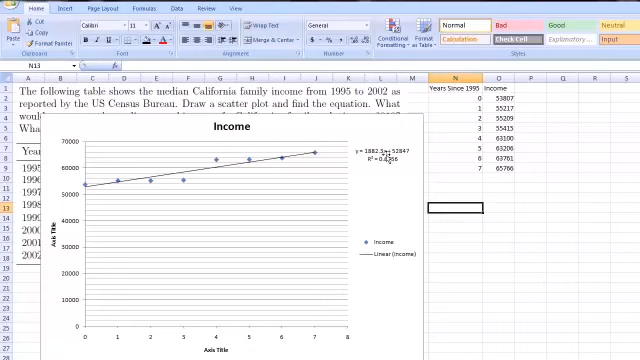 Home Insert Page Layout Formulas Data Review View
Paste
Cut
Copy
Format Painter
Clipboard
Calibri 11
B I U
Font
Wrap Text
Merge & Center
Alignment
General
Number
Conditional Formatting
Format as Table
Normal Bad Good Neutral
Calculation Check Cell Explanatory ... Input
Styles
N13
A B C D E F G H I J K L M N O P Q R
The following table shows the median California family income from 1995 to 2002 as
reported by the US Census Bureau. Draw a scatter plot and find the equation. What
Years Since 1995 Income
0 53807
1 55217
2 55209
3 55415
4 63100
5 63206
6 63761
7 65766
Income
70000
60000
50000
40000
30000
20000
10000
0
0 1 2 3 4 5 6 7 8
Axis Title
Axis Title
Income
Linear (Income)
1995
1996
1997
1998
1999
2000
2001
2002